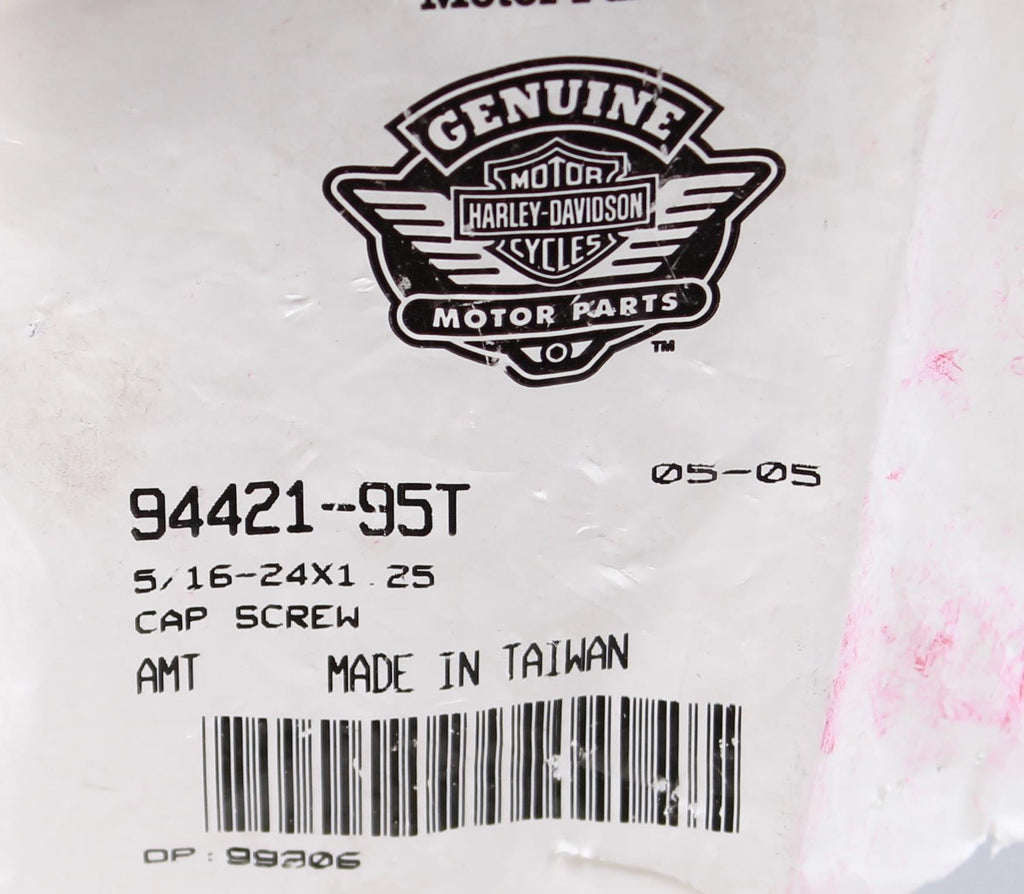 GENUINE
MOTOR
HARLEY-DAVIDSON
CYCLES
MOTOR PARTS
TM
05-05
94421-95T
5/16-24X1.25
CAP SCREW
AMT MADE IN TAIWAN
OP: 99306